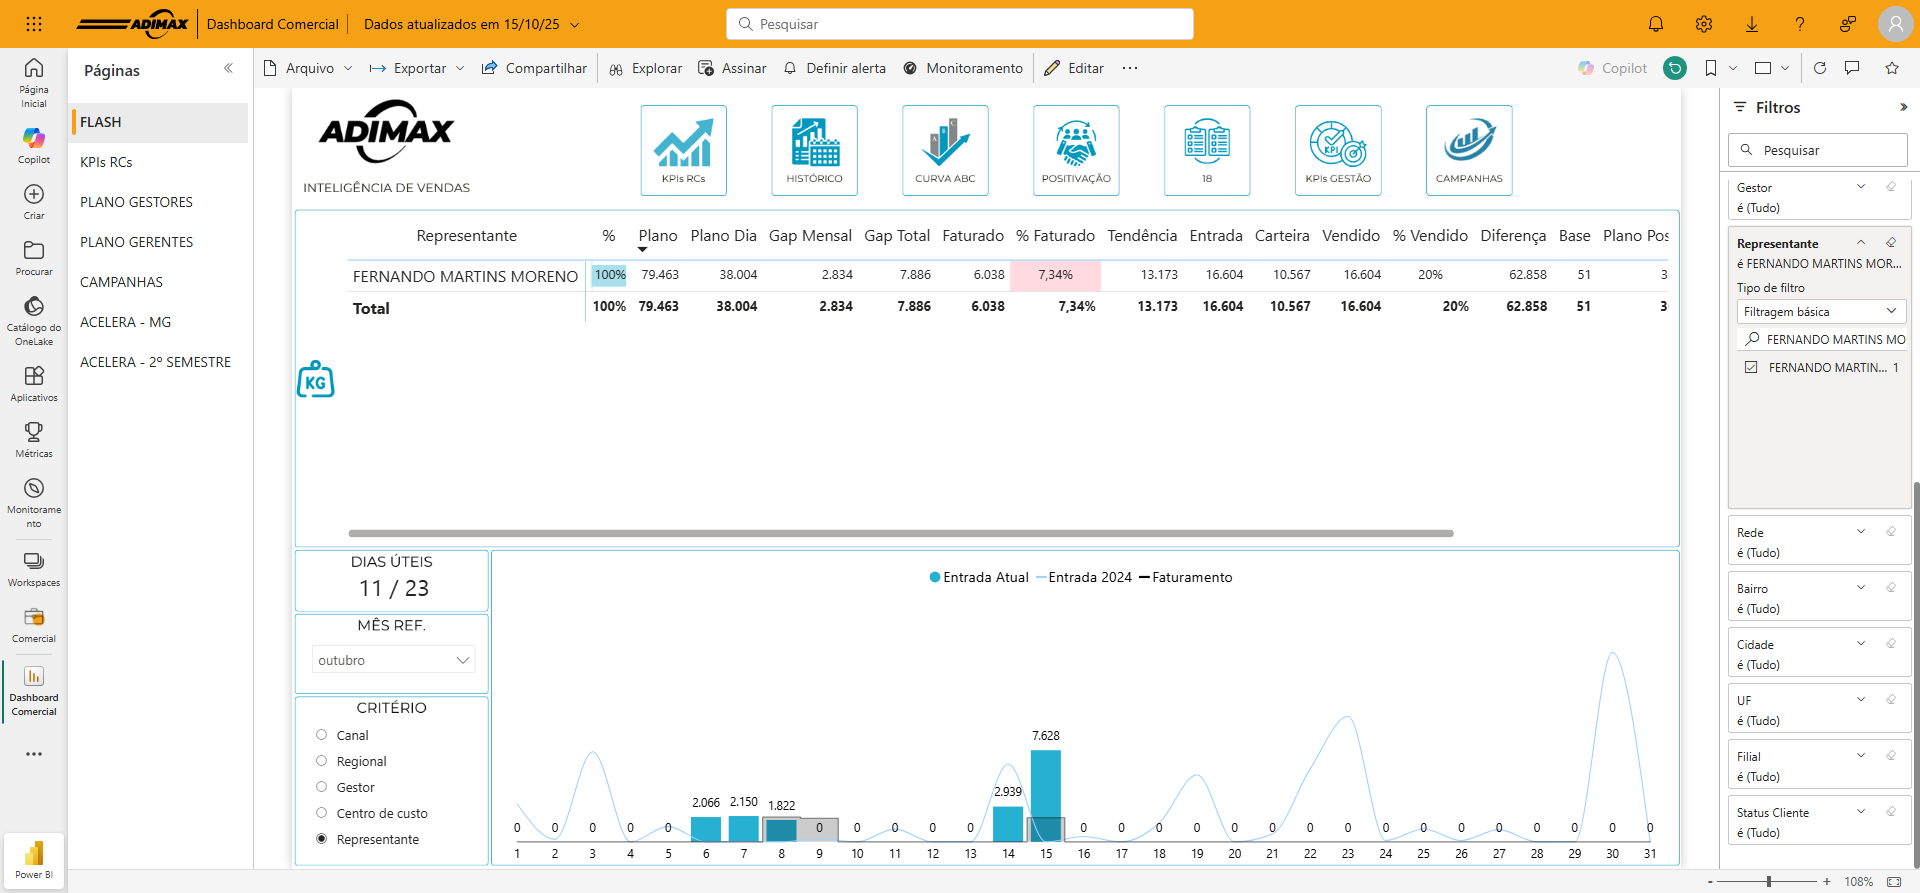 ADIMAX Dashboard Comercial Dados atualizados em 15/10/25
Pesquisar
Página Inicial
Copilot
Criar
Procurar
Catálogo do OneLake
Aplicativos
Métricas
Monitoramento
Workspaces
Comercial
Dashboard Comercial
Power BI
Páginas
FLASH
KPIs RCs
PLANO GESTORES
PLANO GERENTES
CAMPANHAS
ACELERA - MG
ACELERA - 2º SEMESTRE
Arquivo Exportar Compartilhar Explorar Assinar Definir alerta Monitoramento Editar Copilot
ADIMAX
INTELIGÊNCIA DE VENDAS
KPIs RCs HISTÓRICO CURVA ABC POSITIVAÇÃO 18 KPIs GESTÃO CAMPANHAS
Representante % Plano Plano Dia Gap Mensal Gap Total Faturado % Faturado Tendência Entrada Carteira Vendido % Vendido Diferença Base Plano Pos
FERNANDO MARTINS MORENO 100% 79.463 38.004 2.834 7.886 6.038 7,34% 13.173 16.604 10.567 16.604 20% 62.858 51 3
Total 100% 79.463 38.004 2.834 7.886 6.038 7,34% 13.173 16.604 10.567 16.604 20% 62.858 51 3
KG
DIAS ÚTEIS
11 / 23
MÊS REF.
outubro
CRITÉRIO
Canal
Regional
Gestor
Centro de custo
Representante
Entrada Atual Entrada 2024 Faturamento
7.628
2.939
2.066 2.150 1.822
0 0 0 0 0 0 0 0 0 0 0 0 0 0 0 0 0 0 0 0 0 0 0 0 0 0
1 2 3 4 5 6 7 8 9 10 11 12 13 14 15 16 17 18 19 20 21 22 23 24 25 26 27 28 29 30 31
Filtros
Pesquisar
Gestor
é (Tudo)
Representante
é FERNANDO MARTINS MOR...
Tipo de filtro
Filtragem básica
FERNANDO MARTINS MO
FERNANDO MARTIN... 1
Rede
é (Tudo)
Bairro
é (Tudo)
Cidade
é (Tudo)
UF
é (Tudo)
Filial
é (Tudo)
Status Cliente
é (Tudo)
- + 108%